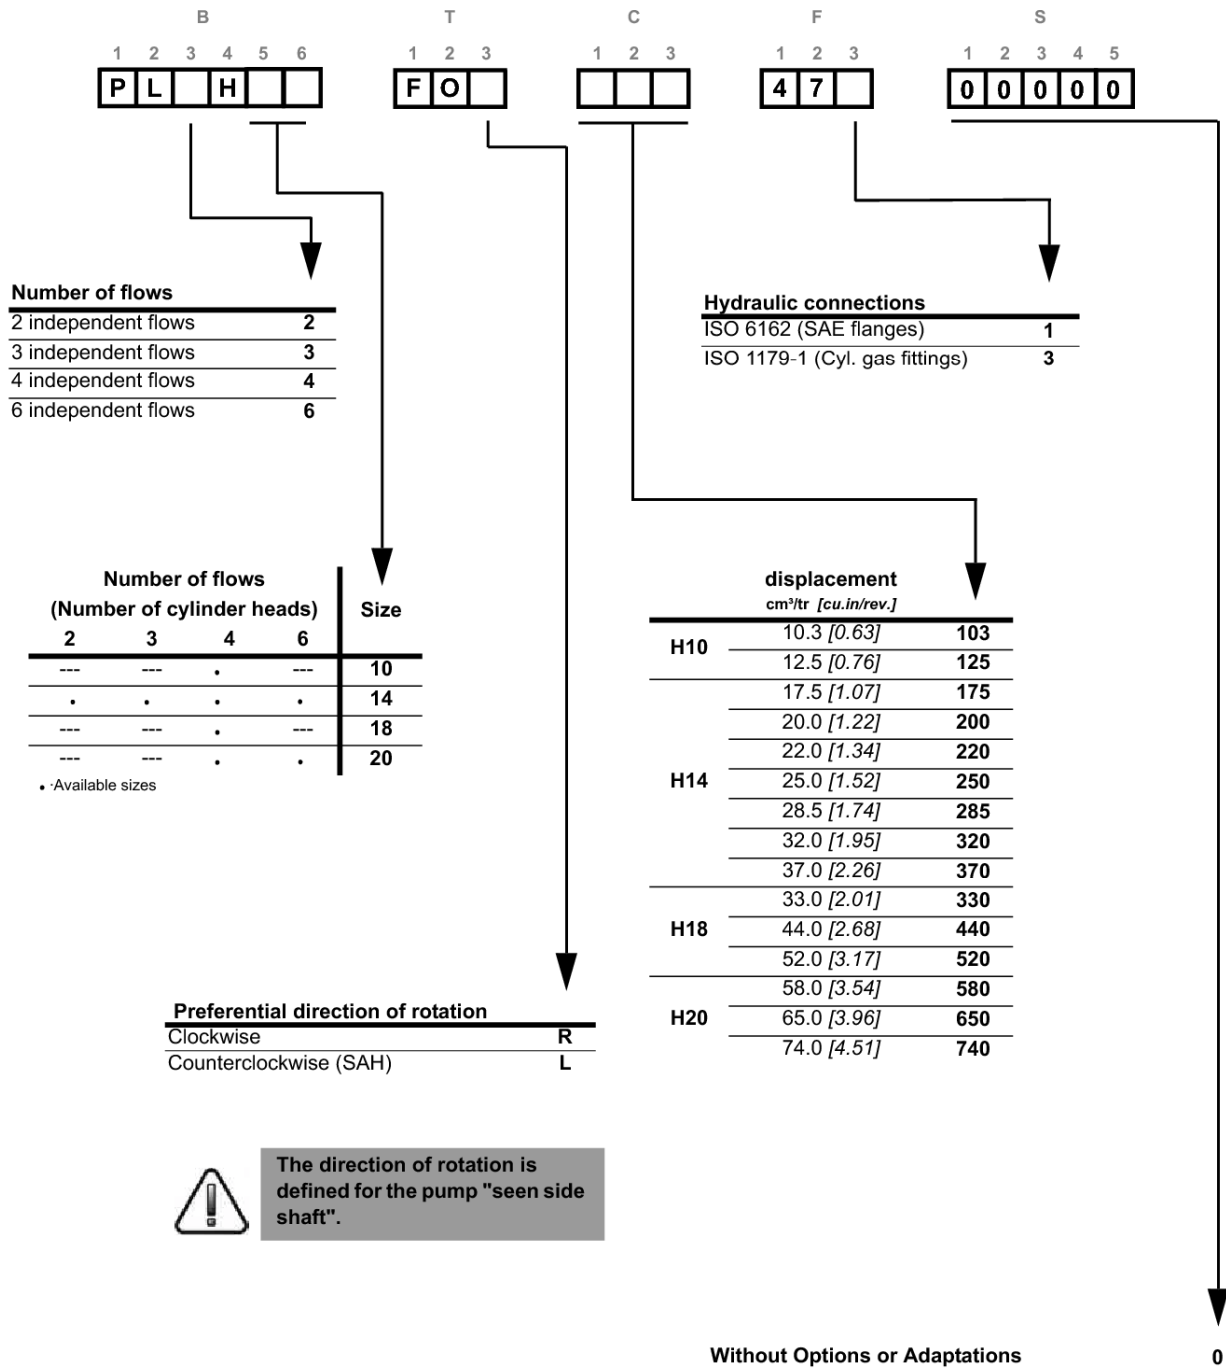 B T C F S
1 2 3 4 5 6 1 2 3 1 2 3 1 2 3 1 2 3 4 5
P L H F O 4 7 0 0 0 0 0
Number of flows
2 independent flows 2
3 independent flows 3
4 independent flows 4
6 independent flows 6
Hydraulic connections
ISO 6162 (SAE flanges) 1
ISO 1179-1 (Cyl. gas fittings) 3
Number of flows
(Number of cylinder heads) Size
2 3 4 6
--- --- . --- 10
. . . . 14
--- --- . --- 18
--- --- . . 20
• ·Available sizes
displacement
cm³/tr [cu.in/rev.]
H10 10.3 [0.63] 103
12.5 [0.76] 125
H14 17.5 [1.07] 175
20.0 [1.22] 200
22.0 [1.34] 220
25.0 [1.52] 250
28.5 [1.74] 285
32.0 [1.95] 320
37.0 [2.26] 370
H18 33.0 [2.01] 330
44.0 [2.68] 440
52.0 [3.17] 520
H20 58.0 [3.54] 580
65.0 [3.96] 650
74.0 [4.51] 740
Preferential direction of rotation
Clockwise R
Counterclockwise (SAH) L
The direction of rotation is
defined for the pump "seen side
shaft".
Without Options or Adaptations 0